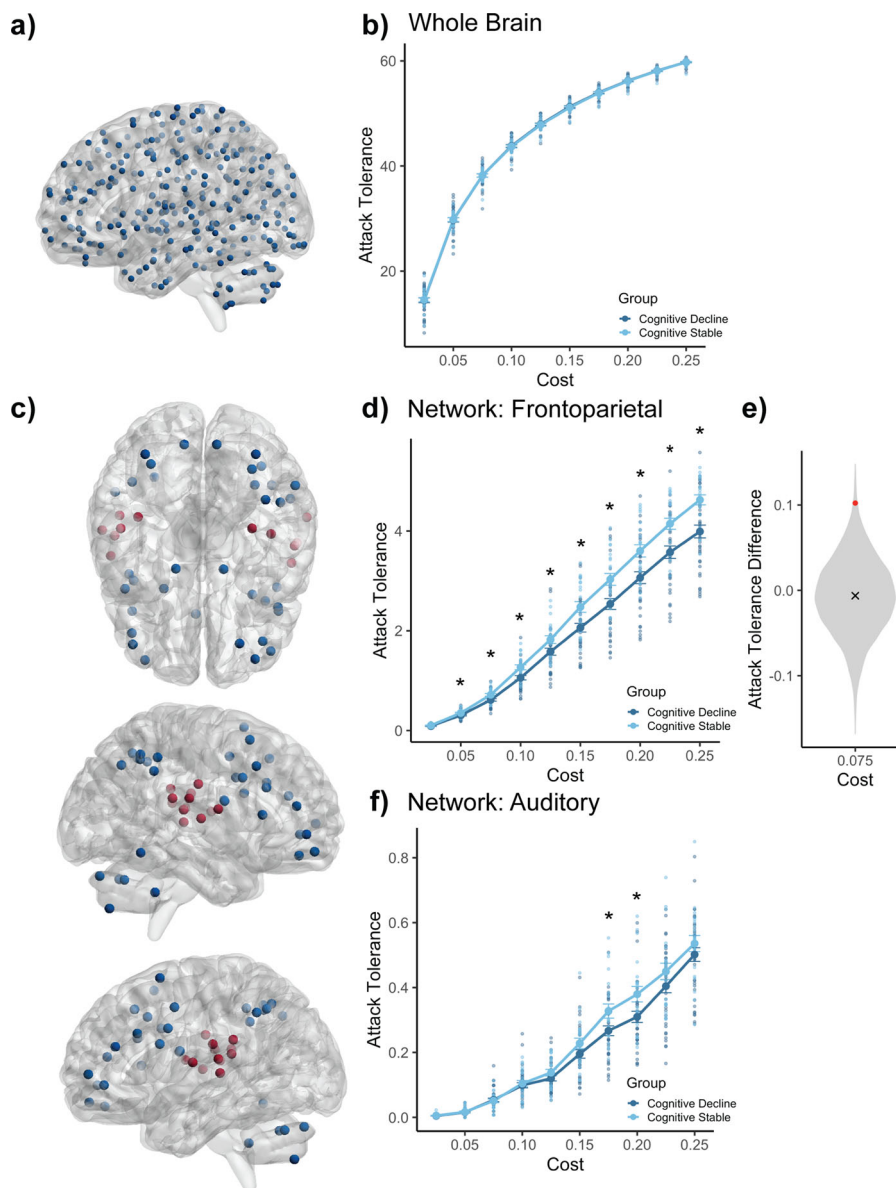 a)
b) Whole Brain
Attack Tolerance
60
40
20
0.05 0.10 0.15 0.20 0.25
Cost
Group
Cognitive Decline
Cognitive Stable
c)
d) Network: Frontoparietal
Attack Tolerance
4
2
0
* * * * * * * * *
0.05 0.10 0.15 0.20 0.25
Cost
Group
Cognitive Decline
Cognitive Stable
e)
Attack Tolerance Difference
0.1
0.0
-0.1
×
0.075
Cost
f) Network: Auditory
Attack Tolerance
0.8
0.6
0.4
0.2
0.0
* *
0.05 0.10 0.15 0.20 0.25
Cost
Group
Cognitive Decline
Cognitive Stable